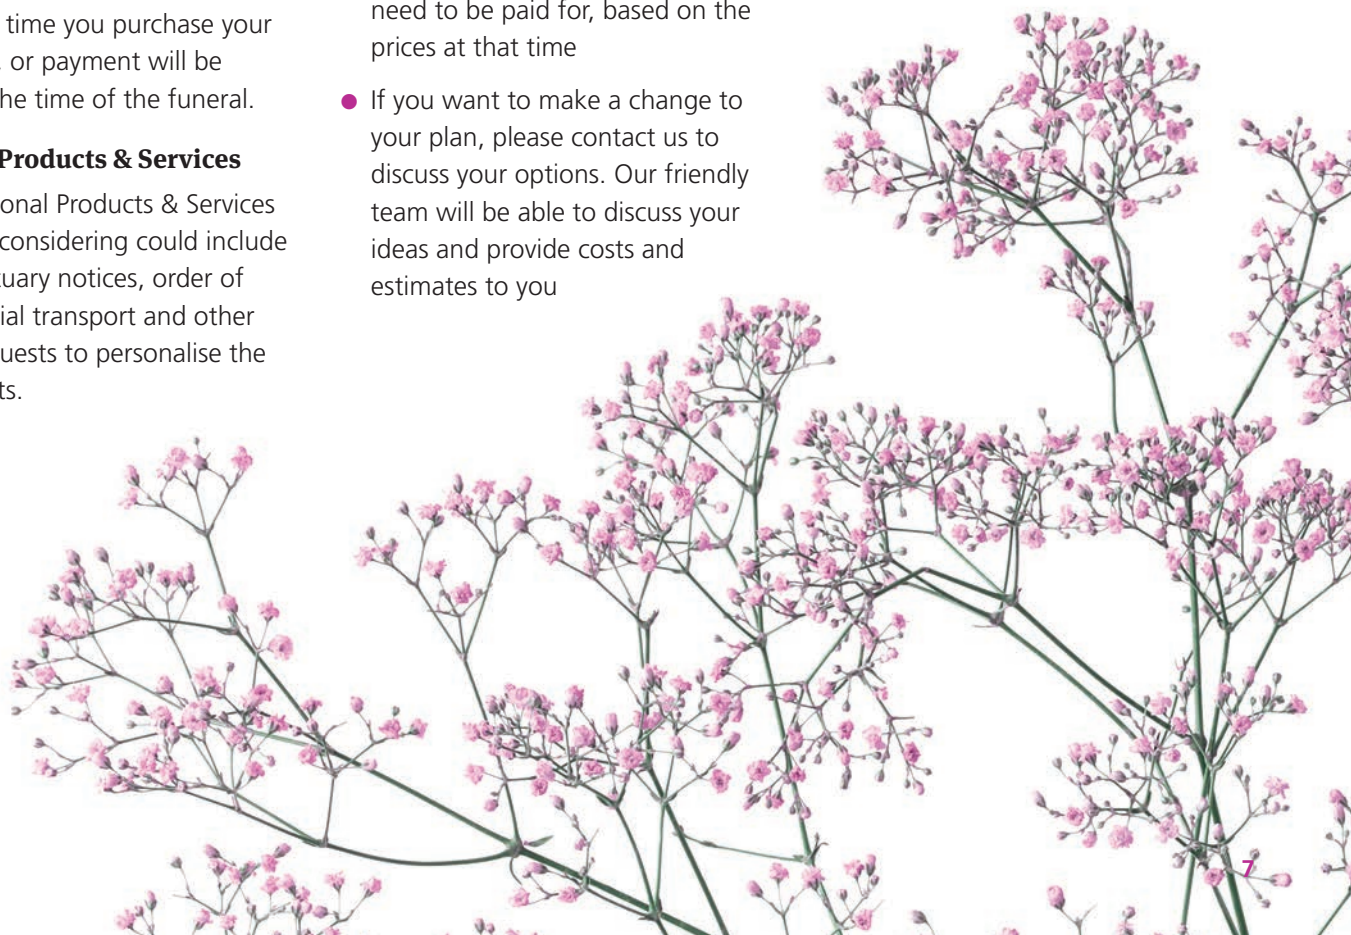 time you purchase your
or payment will be
he time of the funeral.
Products & Services
onal Products & Services
considering could include
uary notices, order of
ial transport and other
uests to personalise the
ts.
need to be paid for, based on the
prices at that time
● If you want to make a change to
your plan, please contact us to
discuss your options. Our friendly
team will be able to discuss your
ideas and provide costs and
estimates to you
7